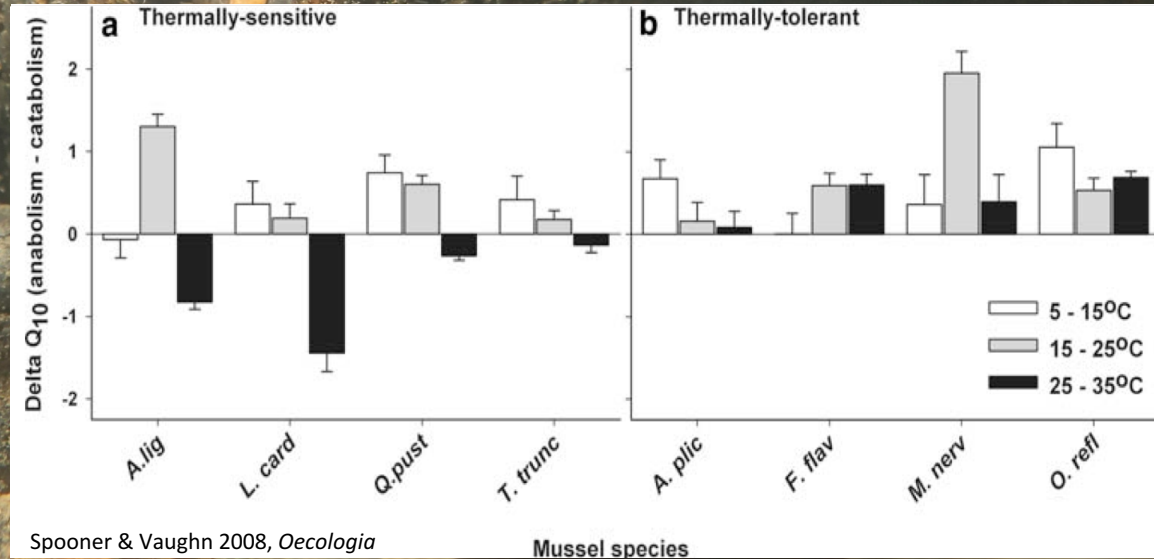 a Thermally-sensitive
b Thermally-tolerant
Delta Q10 (anabolism - catabolism)
2
1
0
-1
-2
5 - 15ºC
15 - 25ºC
25 - 35ºC
A.lig
L. card
Q.pust
T. trunc
A. plic
F. flav
M. nerv
O. refl
Spooner & Vaughn 2008, Oecologia
Mussel species